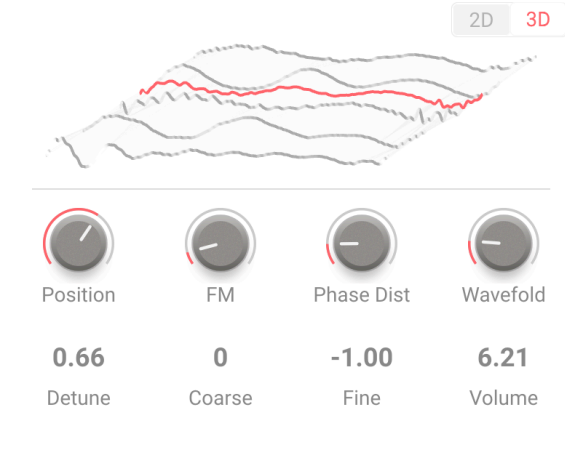 2D 3D
Position FM Phase Dist Wavefold
0.66 0 -1.00 6.21
Detune Coarse Fine Volume